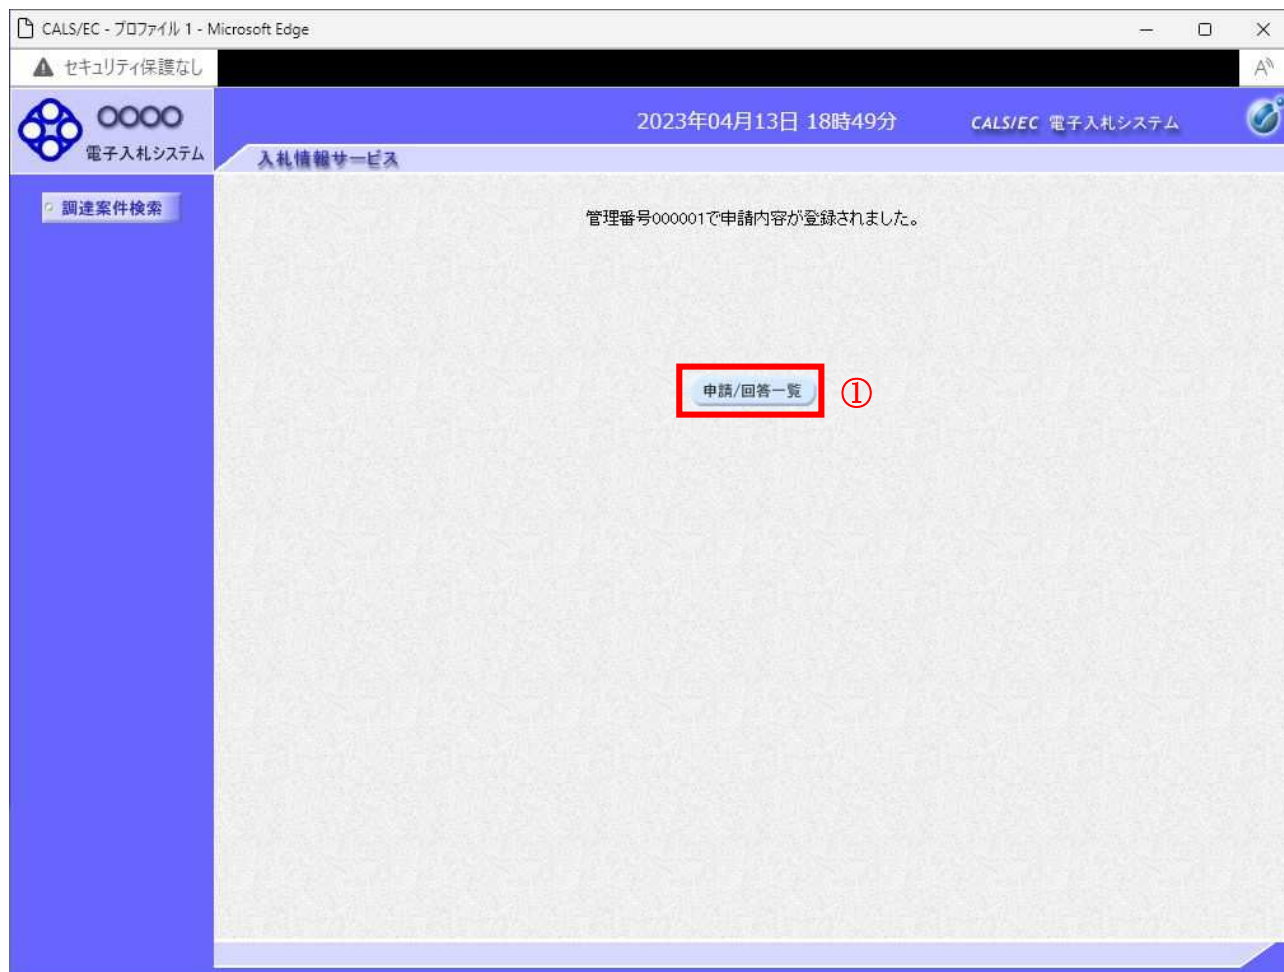 CALS/EC - プロファイル 1 - Microsoft Edge
セキュリティ保護なし
A
〇〇〇〇
電子入札システム
2023年04月13日 18時49分
CALS/EC 電子入札システム
入札情報サービス
調達案件検索
管理番号000001で申請内容が登録されました。
申請/回答一覧
①